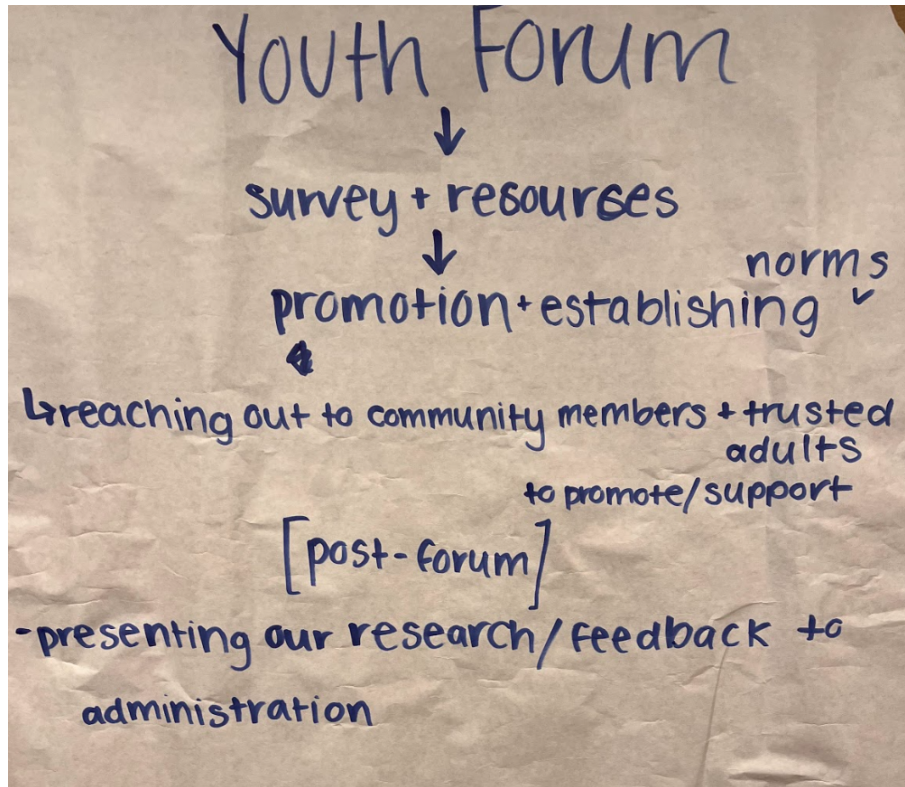 Youth Forum
↓
survey + resources
↓
norms
promotion + establishing ˅
↳ reaching out to community members + trusted
adults
to promote/support
[post-forum]
- presenting our research/feedback to
administration